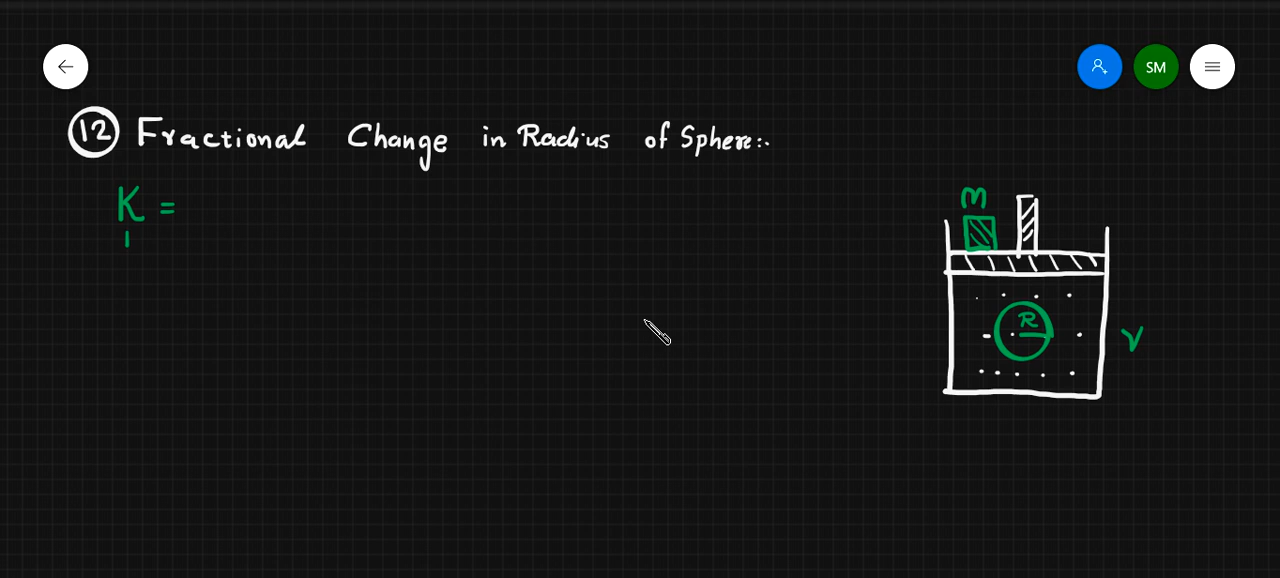 SM
12 Fractional Change in Radius of Sphere:.
K =
m
R
V